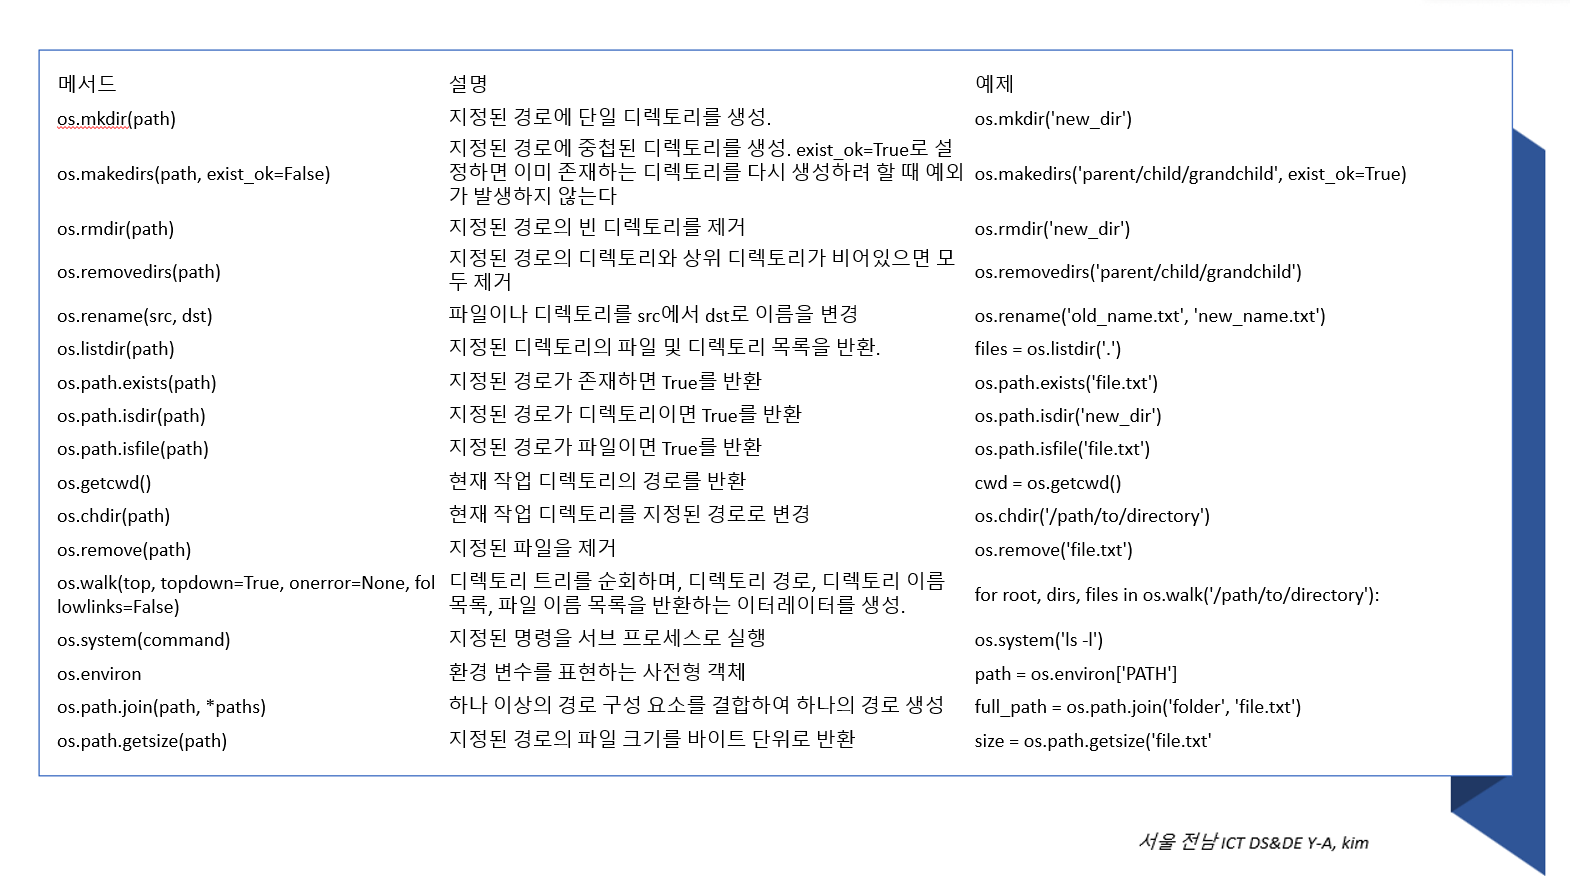 메서드 설명 예제
os.mkdir(path) 지정된 경로에 단일 디렉토리를 생성. os.mkdir('new_dir')
지정된 경로에 중첩된 디렉토리를 생성. exist_ok=True로 설
os.makedirs(path, exist_ok=False) 정하면 이미 존재하는 디렉토리를 다시 생성하려 할 때 예외 os.makedirs('parent/child/grandchild', exist_ok=True)
가 발생하지 않는다
os.rmdir(path) 지정된 경로의 빈 디렉토리를 제거 os.rmdir('new_dir')
지정된 경로의 디렉토리와 상위 디렉토리가 비어있으면 모
os.removedirs(path) os.removedirs('parent/child/grandchild')
두 제거
os.rename(src, dst) 파일이나 디렉토리를 src에서 dst로 이름을 변경 os.rename('old_name.txt', 'new_name.txt')
os.listdir(path) 지정된 디렉토리의 파일 및 디렉토리 목록을 반환. files = os.listdir('.')
os.path.exists(path) 지정된 경로가 존재하면 True를 반환 os.path.exists('file.txt')
os.path.isdir(path) 지정된 경로가 디렉토리이면 True를 반환 os.path.isdir('new_dir')
os.path.isfile(path) 지정된 경로가 파일이면 True를 반환 os.path.isfile('file.txt')
os.getcwd() 현재 작업 디렉토리의 경로를 반환 cwd = os.getcwd()
os.chdir(path) 현재 작업 디렉토리를 지정된 경로로 변경 os.chdir('/path/to/directory')
os.remove(path) 지정된 파일을 제거 os.remove('file.txt')
os.walk(top, topdown=True, onerror=None, fol 디렉토리 트리를 순회하며, 디렉토리 경로, 디렉토리 이름
for root, dirs, files in os.walk('/path/to/directory'):
lowlinks=False) 목록, 파일 이름 목록을 반환하는 이터레이터를 생성.
os.system(command) 지정된 명령을 서브 프로세스로 실행 os.system('ls -l')
os.environ 환경 변수를 표현하는 사전형 객체 path = os.environ['PATH']
os.path.join(path, *paths) 하나 이상의 경로 구성 요소를 결합하여 하나의 경로 생성 full_path = os.path.join('folder', 'file.txt')
os.path.getsize(path) 지정된 경로의 파일 크기를 바이트 단위로 반환 size = os.path.getsize('file.txt'
서울 전남 ICT DS&DE Y-A, kim